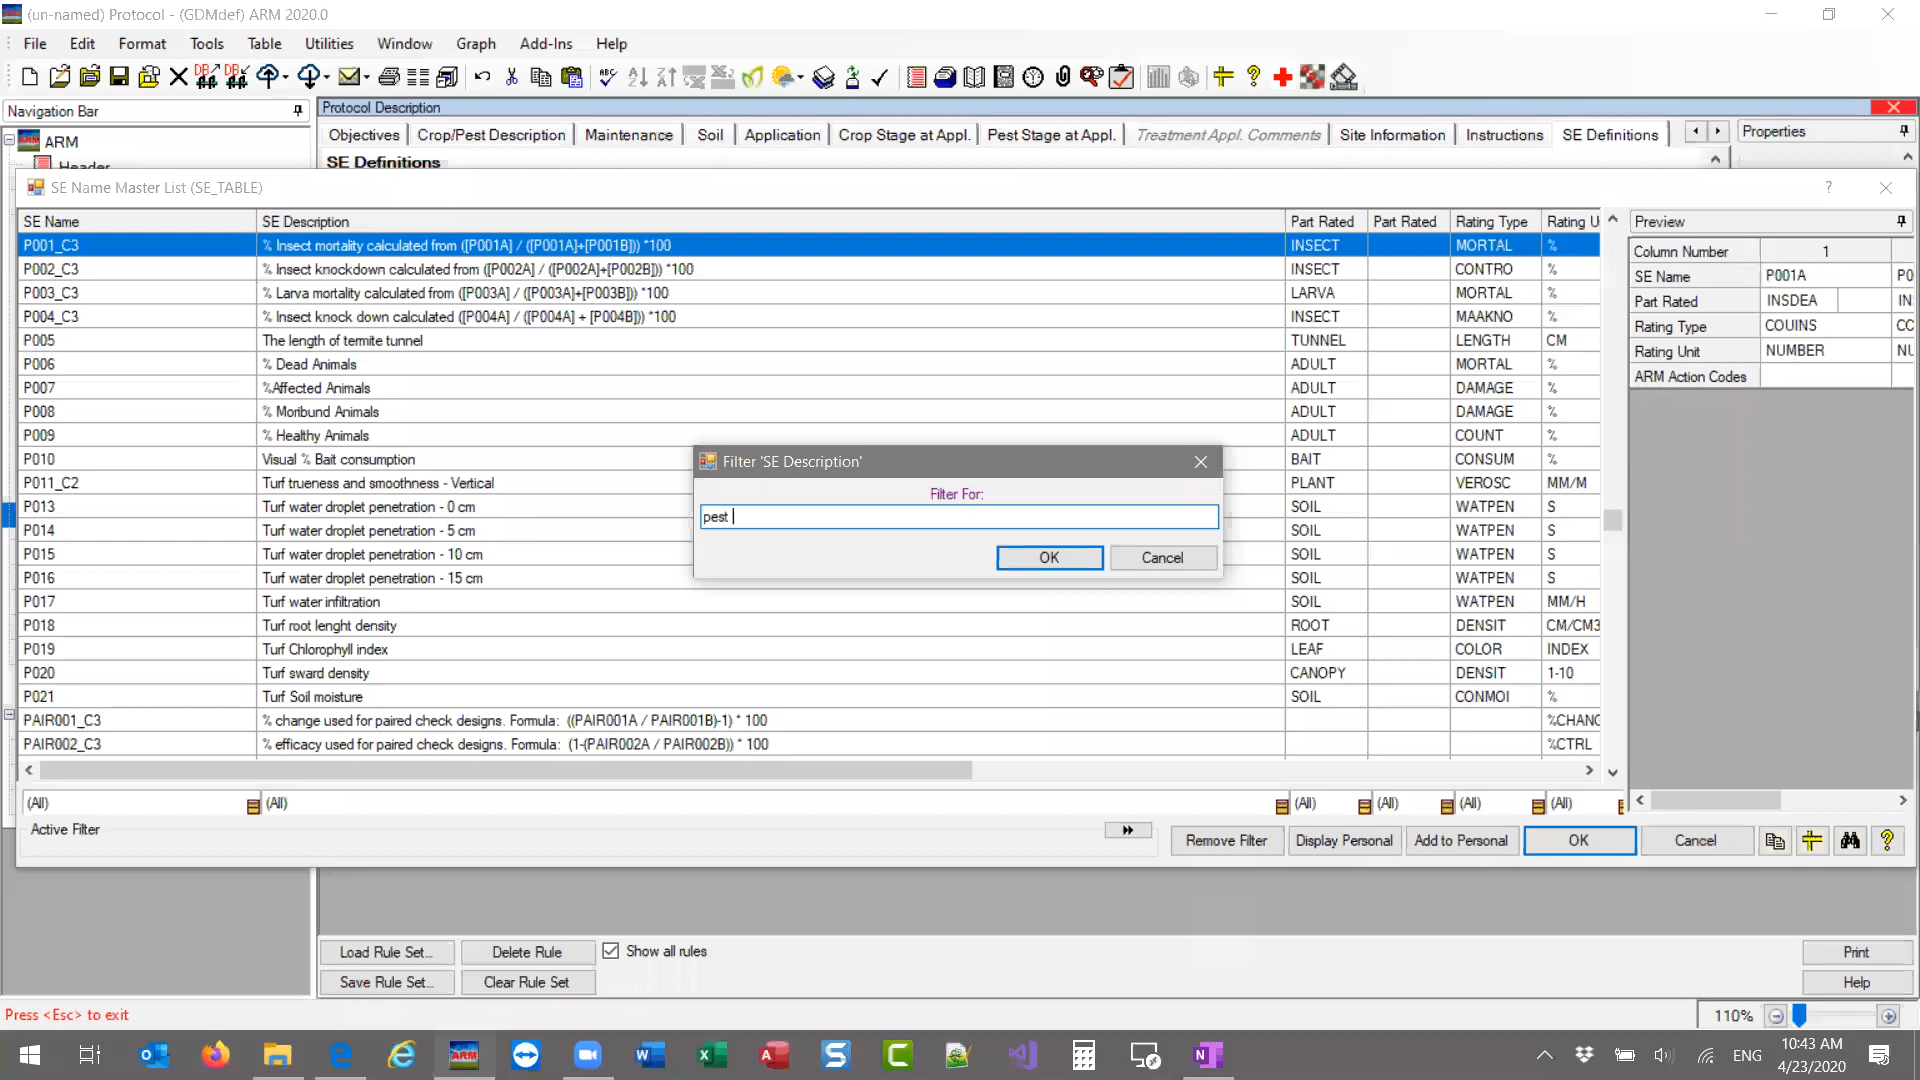 (un-named) Protocol - (GDMdef) ARM 2020.0
File Edit Format Tools Table Utilities Window Graph Add-Ins Help
Navigation Bar
Protocol Description
ARM
Objectives Crop/Pest Description Maintenance Soil Application Crop Stage at Appl. Pest Stage at Appl. Treatment Appl. Comments Site Information Instructions SE Definitions
Properties
Header
SE Definitions
SE Name Master List (SE_TABLE)
SE Name SE Description Part Rated Part Rated Rating Type Rating U
P001_C3 % Insect mortality calculated from ([P001A] / ([P001A]+[P001B])) *100 INSECT MORTAL %
P002_C3 % Insect knockdown calculated from ([P002A] / ([P002A]+[P002B])) *100 INSECT CONTRO %
P003_C3 % Larva mortality calculated from ([P003A] / ([P003A]+[P003B])) *100 LARVA MORTAL %
P004_C3 % Insect knock down calculated ([P004A] / ([P004A] + [P004B])) *100 INSECT MAAKNO %
P005 The length of termite tunnel TUNNEL LENGTH CM
P006 % Dead Animals ADULT MORTAL %
P007 %Affected Animals ADULT DAMAGE %
P008 % Moribund Animals ADULT DAMAGE %
P009 % Healthy Animals ADULT COUNT %
P010 Visual % Bait consumption BAIT CONSUM %
P011_C2 Turf trueness and smoothness - Vertical PLANT VEROSC MM/M
P013 Turf water droplet penetration - 0 cm SOIL WATPEN S
P014 Turf water droplet penetration - 5 cm SOIL WATPEN S
P015 Turf water droplet penetration - 10 cm SOIL WATPEN S
P016 Turf water droplet penetration - 15 cm SOIL WATPEN S
P017 Turf water infiltration SOIL WATPEN MM/H
P018 Turf root lenght density ROOT DENSIT CM/CM3
P019 Turf Chlorophyll index LEAF COLOR INDEX
P020 Turf sward density CANOPY DENSIT 1-10
P021 Turf Soil moisture SOIL CONMOI %
PAIR001_C3 % change used for paired check designs. Formula: ((PAIR001A / PAIR001B)-1) * 100 %CHANG
PAIR002_C3 % efficacy used for paired check designs. Formula: (1-(PAIR002A / PAIR002B)) * 100 %CTRL
Preview
Column Number 1
SE Name P001A P0
Part Rated INSDEA IN
Rating Type COUINS CO
Rating Unit NUMBER NU
ARM Action Codes
Filter 'SE Description'
Filter For:
pest
OK Cancel
(All) (All) (All) (All) (All) (All)
Active Filter
Remove Filter Display Personal Add to Personal OK Cancel
Load Rule Set... Delete Rule Show all rules Print
Save Rule Set... Clear Rule Set Help
Press <Esc> to exit
110%
ENG
10:43 AM
4/23/2020